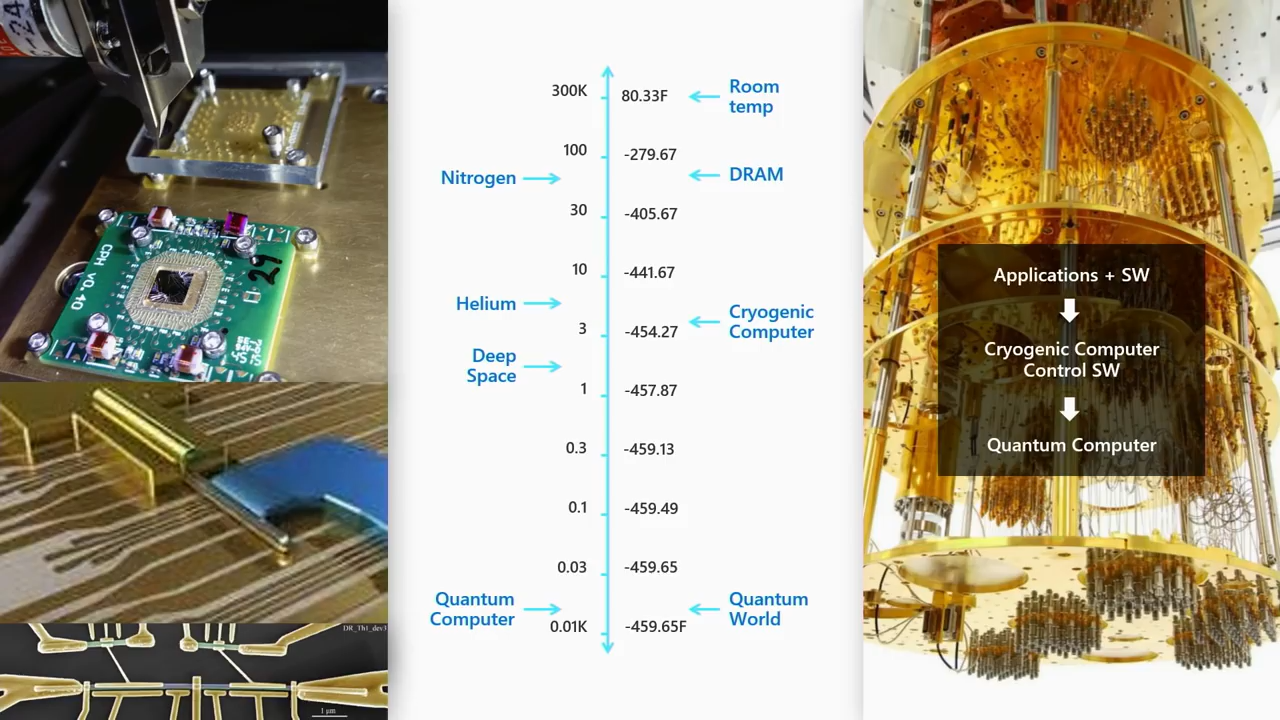 -24
CPH V0.40
29
DR_Th1_dev3
1 µm
300K
80.33F
Room
temp
100
-279.67
Nitrogen
DRAM
30
-405.67
10
-441.67
Helium
Cryogenic
Computer
3
-454.27
Deep
Space
1
-457.87
0.3
-459.13
0.1
-459.49
0.03
-459.65
Quantum
Computer
Quantum
World
0.01K
-459.65F
Applications + SW
Cryogenic Computer
Control SW
Quantum Computer